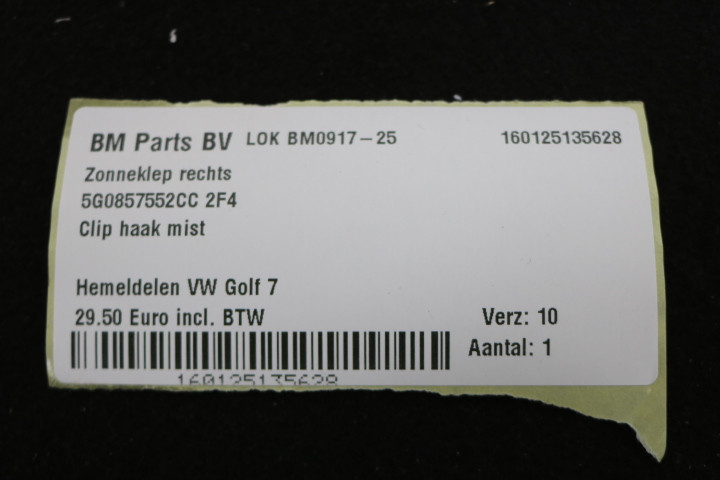 BM Parts BV LOK BM0917-25 160125135628
Zonneklep rechts
5G0857552CC 2F4
Clip haak mist
Hemeldelen VW Golf 7
29.50 Euro incl. BTW Verz: 10
Aantal: 1
160125135628